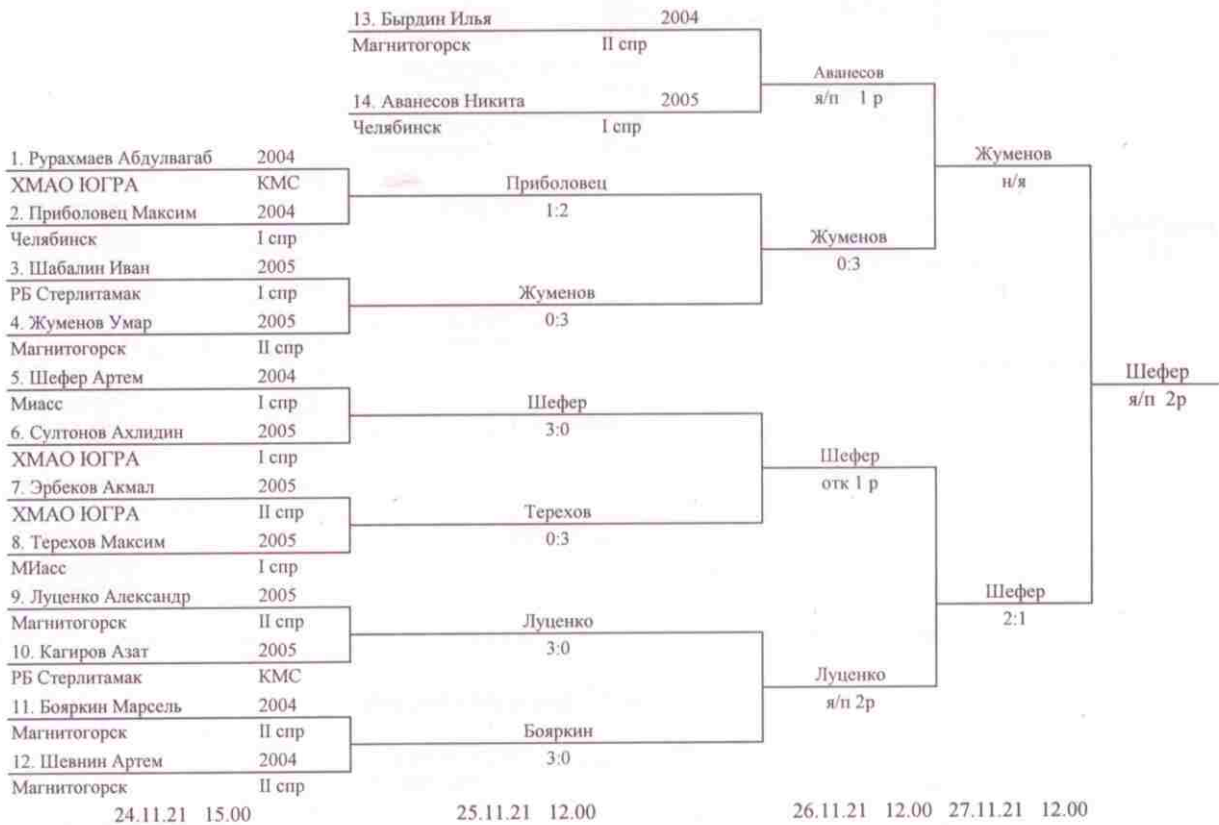 13. Бырдин Илья 2004
Магнитогорск II спр
14. Аванесов Никита 2005
Челябинск I спр
Аванесов
я/п 1 р
1. Рурахмаев Абдулвагаб 2004
ХМАО ЮГРА КМС
2. Приболовец Максим 2004
Челябинск I спр
3. Шабалин Иван 2005
РБ Стерлитамак I спр
4. Жуменов Умар 2005
Магнитогорск II спр
5. Шефер Артем 2004
Миасс I спр
6. Султонов Ахлидин 2005
ХМАО ЮГРА I спр
7. Эрбеков Акмал 2005
ХМАО ЮГРА II спр
8. Терехов Максим 2005
МИасс I спр
9. Луценко Александр 2005
Магнитогорск II спр
10. Кагиров Азат 2005
РБ Стерлитамак КМС
11. Бояркин Марсель 2004
Магнитогорск II спр
12. Шевнин Артем 2004
Магнитогорск II спр
Приболовец
1:2
Жуменов
0:3
Шефер
3:0
Терехов
0:3
Луценко
3:0
Бояркин
3:0
Жуменов
0:3
Шефер
отк 1 р
Луценко
я/п 2р
Жуменов
н/я
Шефер
2:1
Шефер
я/п 2р
24.11.21 15.00 25.11.21 12.00 26.11.21 12.00 27.11.21 12.00